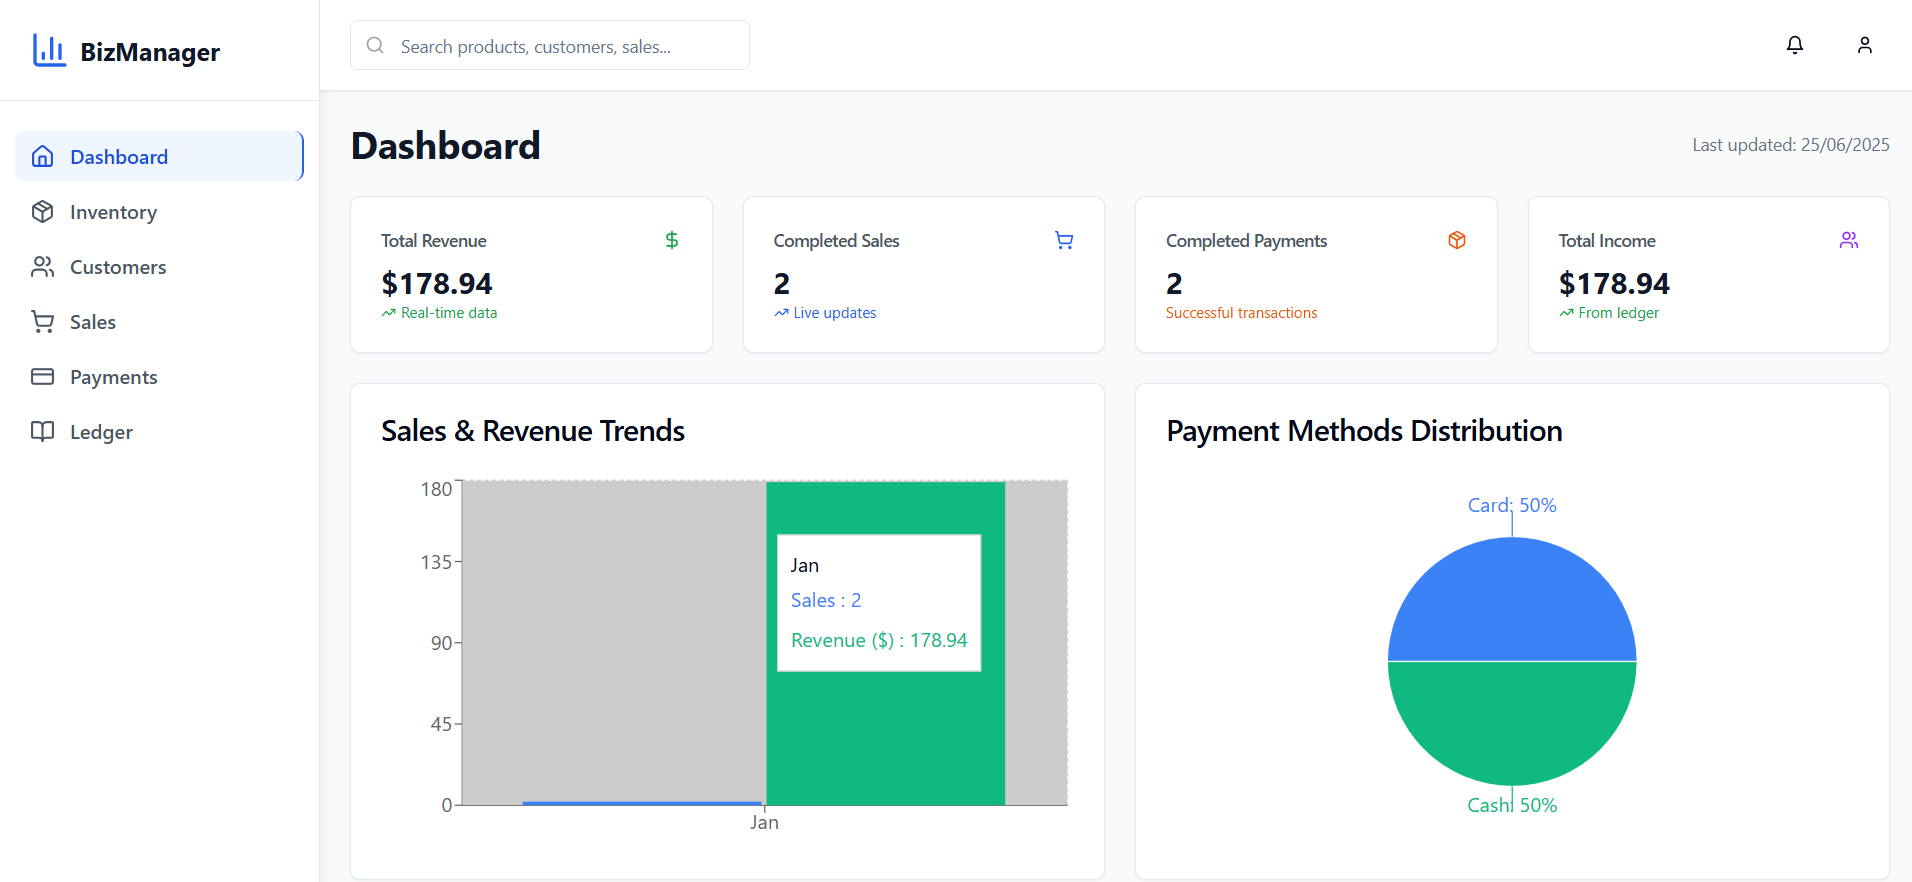 BizManager
Search products, customers, sales...
Dashboard
Inventory
Customers
Sales
Payments
Ledger
Dashboard
Last updated: 25/06/2025
Total Revenue
$178.94
Real-time data
Completed Sales
2
Live updates
Completed Payments
2
Successful transactions
Total Income
$178.94
From ledger
Sales & Revenue Trends
180
135
90
45
0
Jan
Jan
Sales : 2
Revenue ($) : 178.94
Payment Methods Distribution
Card: 50%
Cash: 50%